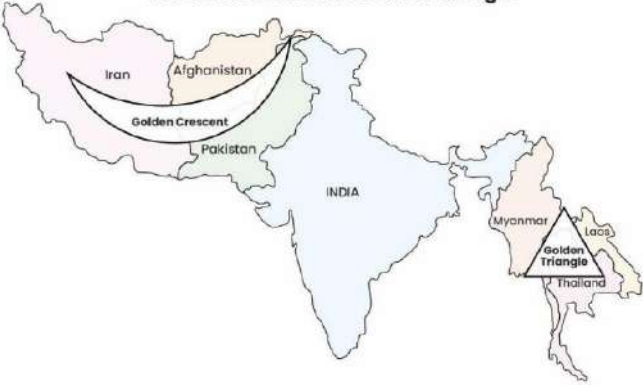 Iran
Afghanistan
Golden Crescent
Pakistan
INDIA
Myanmar
Laos
Golden
Triangle
Thailand